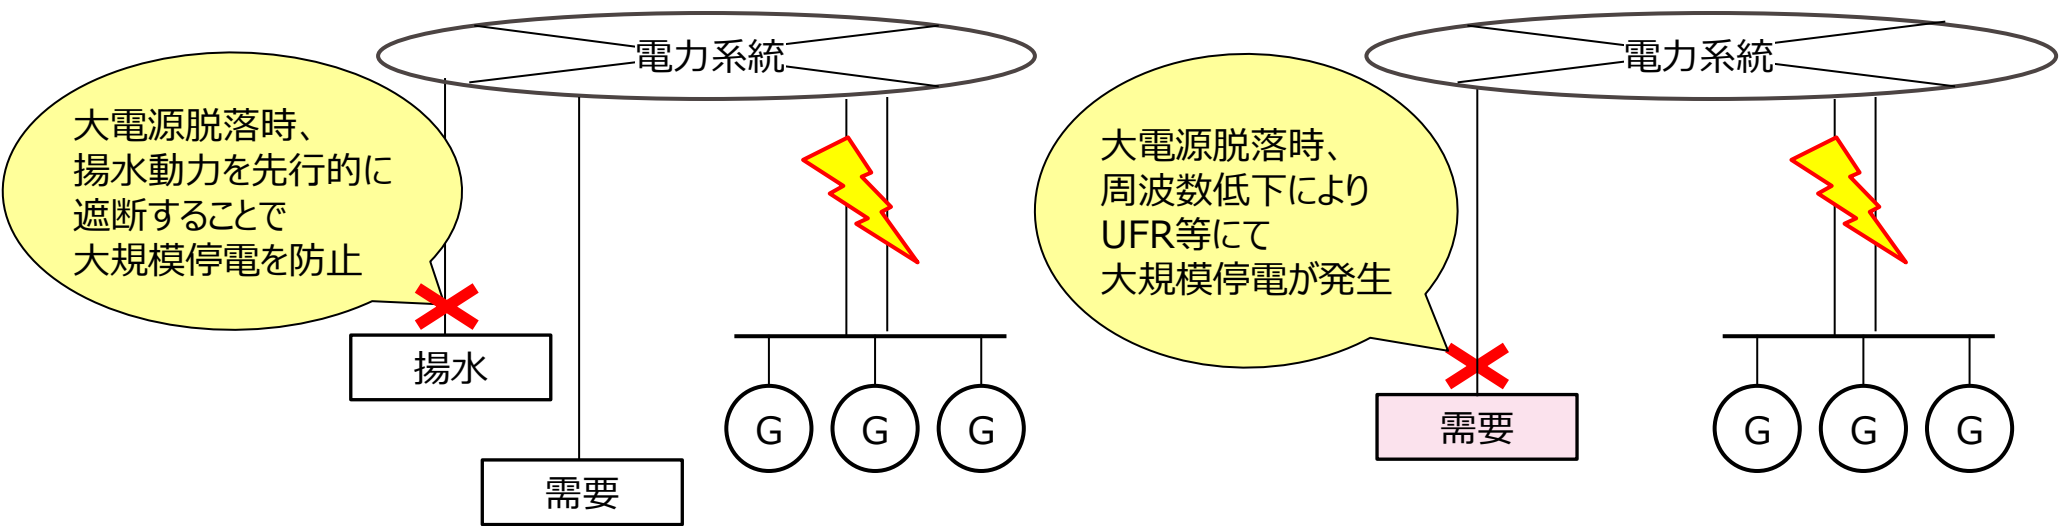 電力系統
大電源脱落時、
揚水動力を先行的に
遮断することで
大規模停電を防止
揚水
需要
G
G
G
電力系統
大電源脱落時、
周波数低下により
UFR等にて
大規模停電が発生
需要
G
G
G